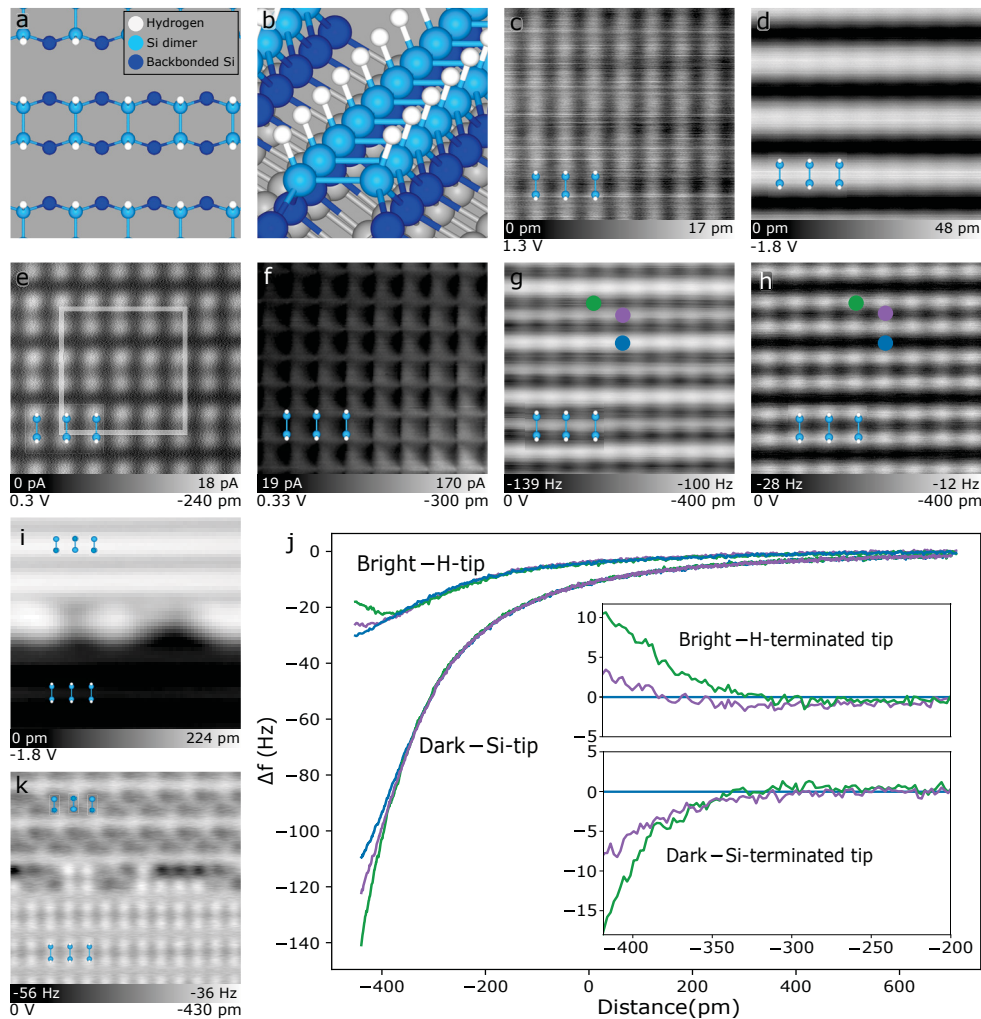 a
Hydrogen
Si dimer
Backbonded Si
b
c
0 pm 17 pm
1.3 V
d
0 pm 48 pm
-1.8 V
e
0 pA 18 pA
0.3 V -240 pm
f
19 pA 170 pA
0.33 V -300 pm
g
-139 Hz -100 Hz
0 V -400 pm
h
-28 Hz -12 Hz
0 V -400 pm
i
0 pm 224 pm
-1.8 V
k
-56 Hz -36 Hz
0 V -430 pm
j
Bright−H-tip
Dark−Si-tip
Δf (Hz)
0
−20
−40
−60
−80
−100
−120
−140
−400 −200 0 200 400 600
Distance(pm)
Bright−H-terminated tip
10
5
0
−5
Dark−Si-terminated tip
5
0
−5
−10
−15
−400 −350 −300 −250 −200